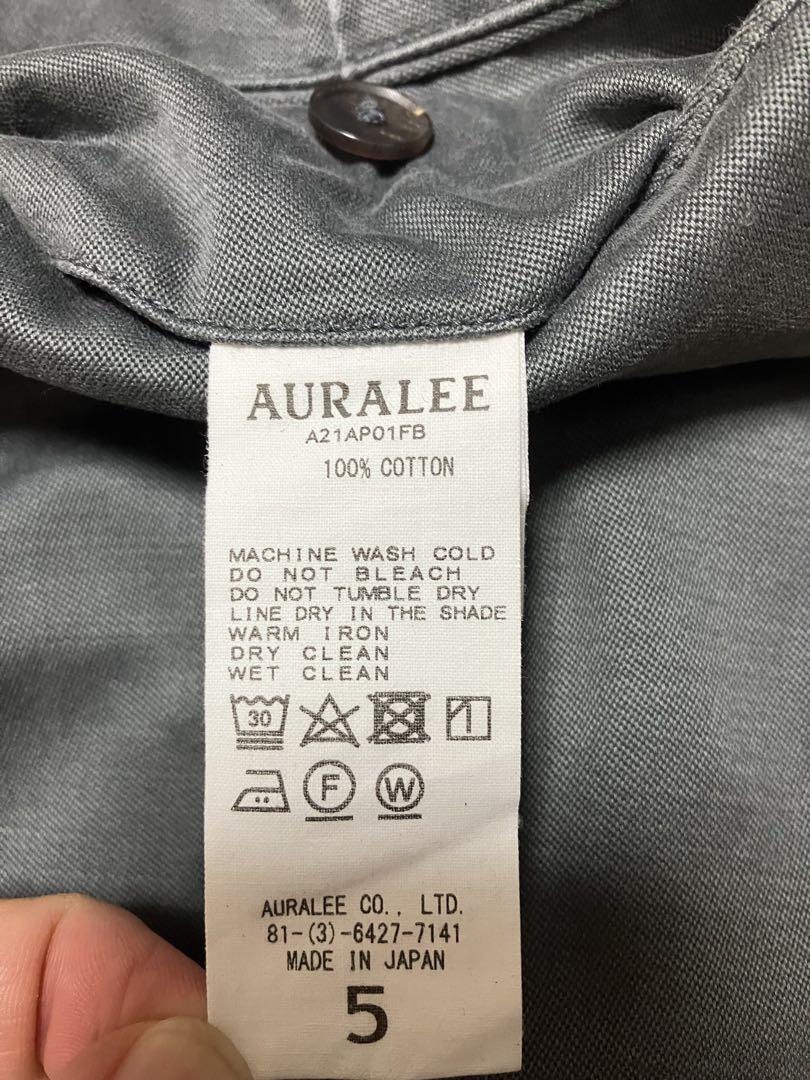 AURALEE
A21AP01FB
100% COTTON
MACHINE WASH COLD
DO NOT BLEACH
DO NOT TUMBLE DRY
LINE DRY IN THE SHADE
WARM IRON
DRY CLEAN
WET CLEAN
30
F W
AURALEE CO., LTD.
81-(3)-6427-7141
MADE IN JAPAN
5